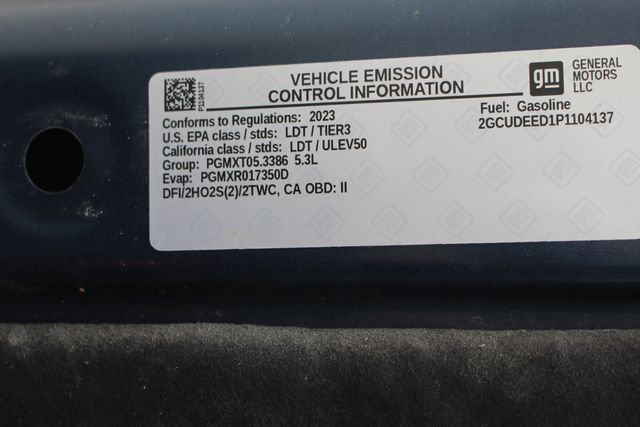 P1104137
VEHICLE EMISSION
CONTROL INFORMATION
gm
GENERAL
MOTORS
LLC
Conforms to Regulations: 2023
U.S. EPA class / stds: LDT / TIER3
California class / stds: LDT / ULEV50
Group: PGMXT05.3386 5.3L
Evap: PGMXR017350D
DFI/2HO2S(2)/2TWC, CA OBD: II
Fuel: Gasoline
2GCUDEED1P1104137